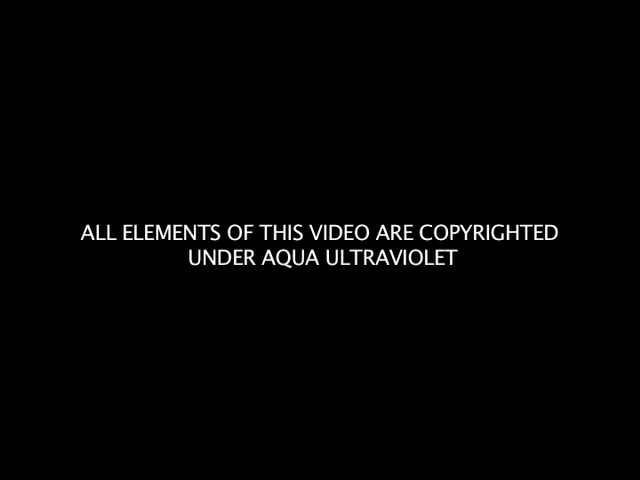 ALL ELEMENTS OF THIS VIDEO ARE COPYRIGHTED
UNDER AQUA ULTRAVIOLET